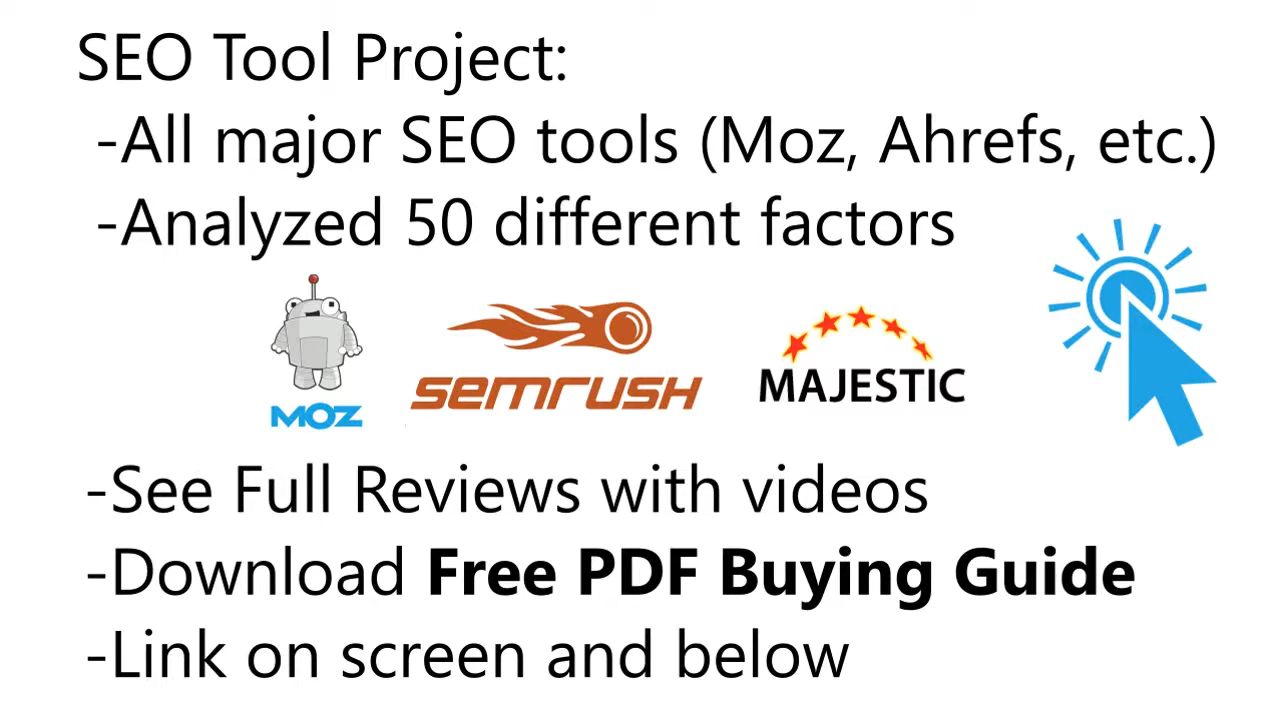 SEO Tool Project:
-All major SEO tools (Moz, Ahrefs, etc.)
-Analyzed 50 different factors
MOZ
semrush
MAJESTIC
-See Full Reviews with videos
-Download Free PDF Buying Guide
-Link on screen and below